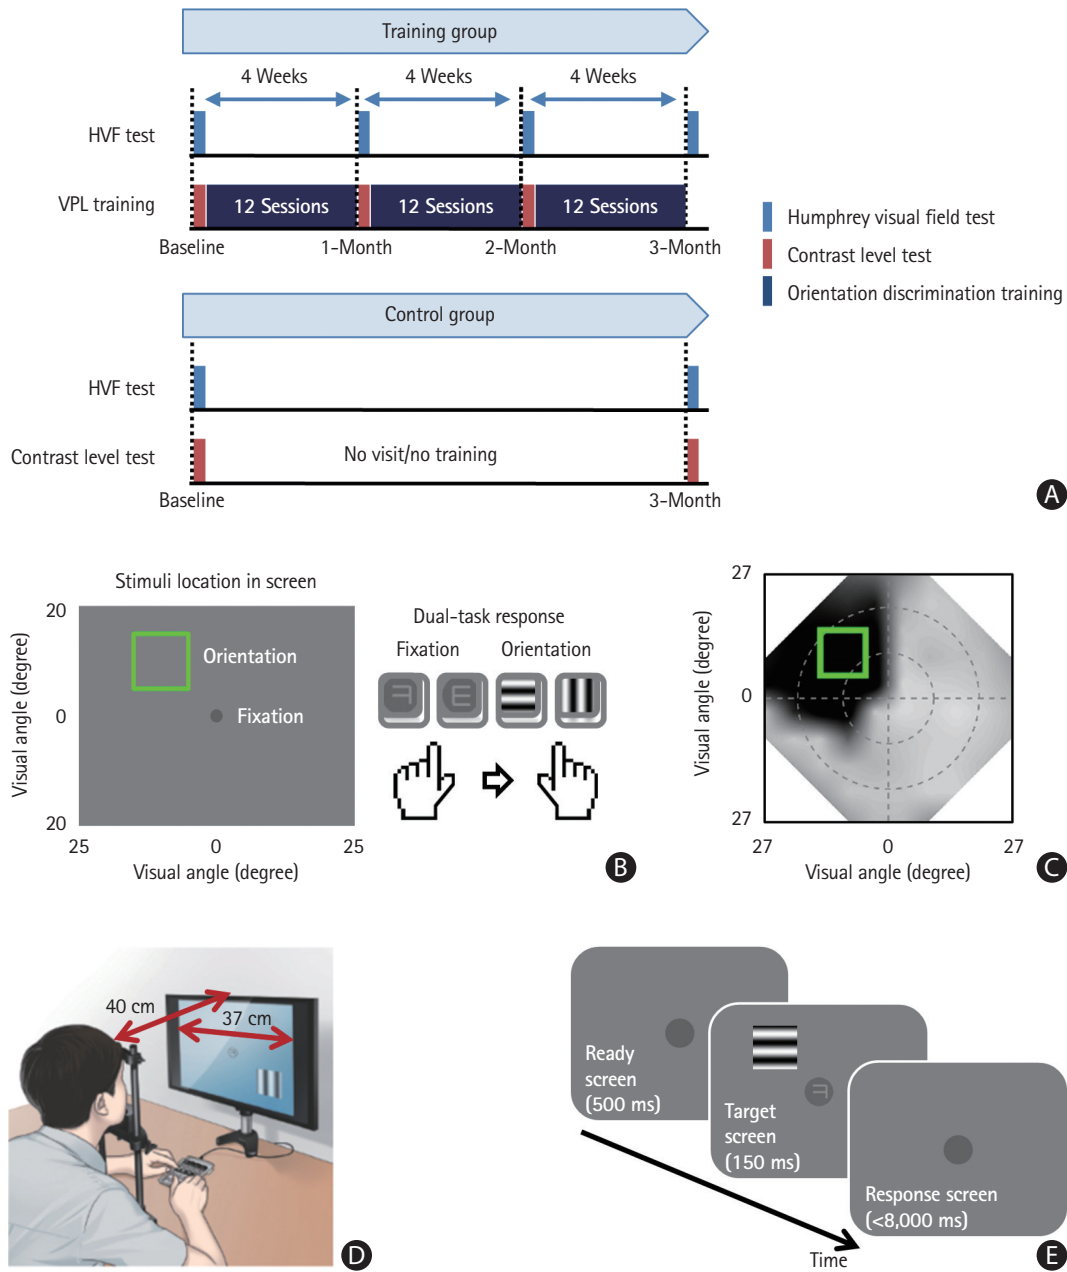 Training group
4 Weeks 4 Weeks 4 Weeks
HVF test
VPL training 12 Sessions 12 Sessions 12 Sessions
Baseline 1-Month 2-Month 3-Month
Humphrey visual field test
Contrast level test
Orientation discrimination training
Control group
HVF test
Contrast level test No visit/no training
Baseline 3-Month
A
Stimuli location in screen
20
Orientation
0 Fixation
20
25 0 25
Visual angle (degree)
Visual angle (degree)
Dual-task response
Fixation Orientation
ㅋ E
B
27
0
27
27 0 27
Visual angle (degree)
Visual angle (degree)
C
40 cm
37 cm
D
Ready
screen
(500 ms)
ㅋ
Target
screen
(150 ms)
Response screen
(<8,000 ms)
Time
E